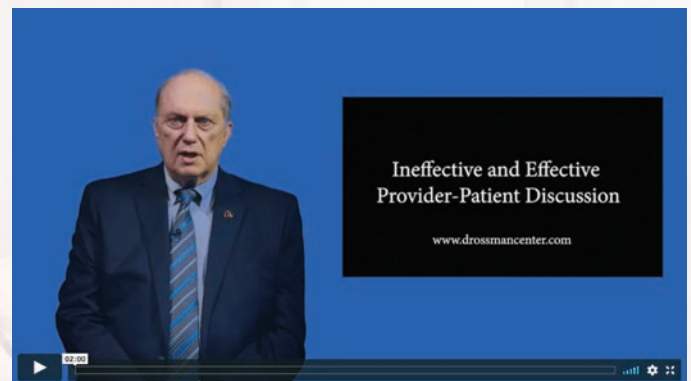 Ineffective and Effective
Provider-Patient Discussion
www.drossmancenter.com
02:00